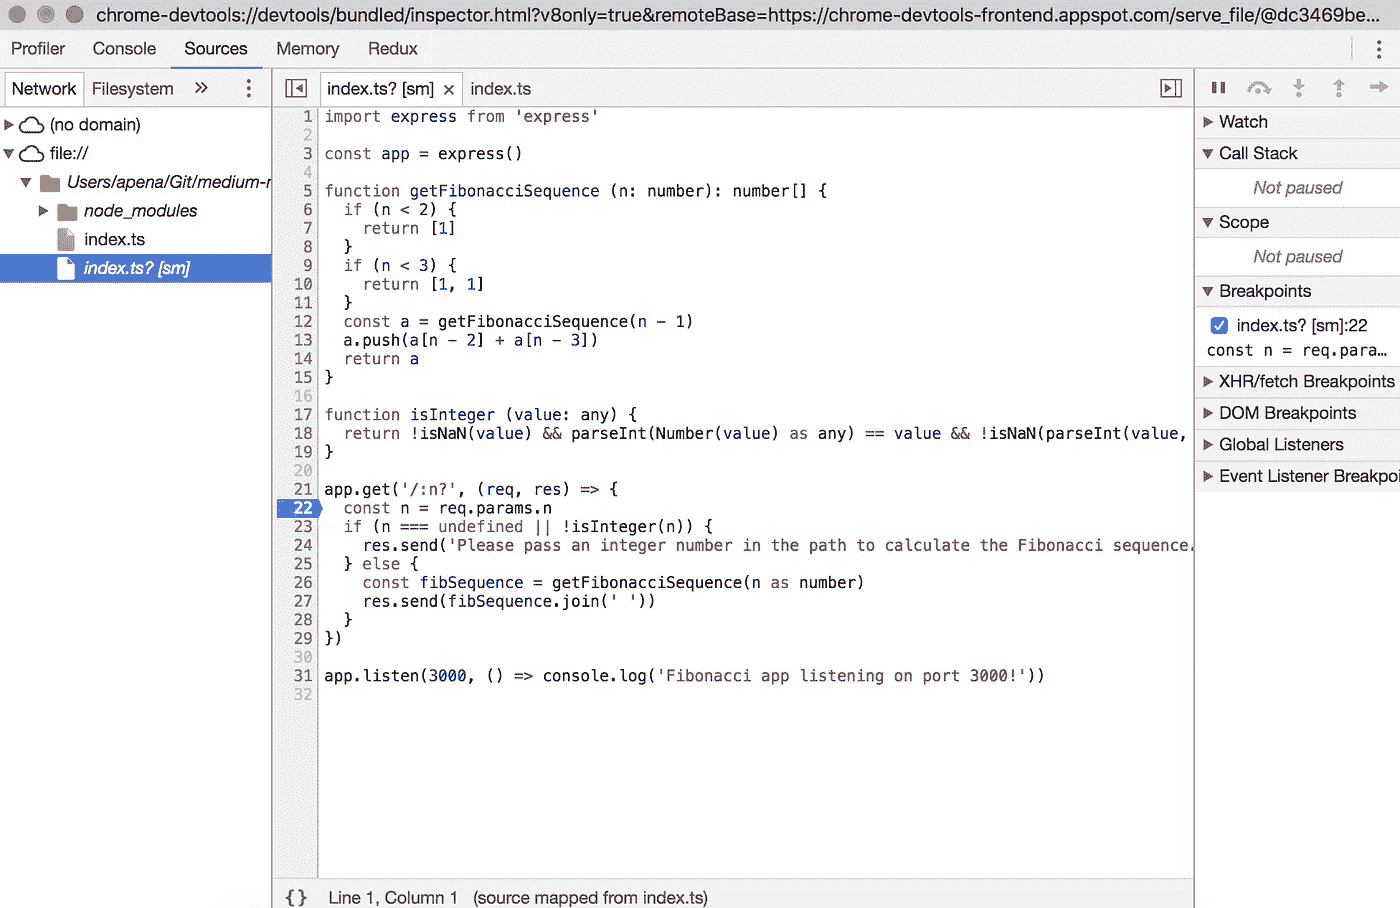 chrome-devtools://devtools/bundled/inspector.html?v8only=true&remoteBase=https://chrome-devtools-frontend.appspot.com/serve_file/@dc3469be...
Profiler Console Sources Memory Redux
Network Filesystem »
(no domain)
file://
Users/apena/Git/medium-r
node_modules
index.ts
index.ts? [sm]
index.ts? [sm] × index.ts
1 import express from 'express'
2
3 const app = express()
4
5 function getFibonacciSequence (n: number): number[] {
6 if (n < 2) {
7 return [1]
8 }
9 if (n < 3) {
10 return [1, 1]
11 }
12 const a = getFibonacciSequence(n - 1)
13 a.push(a[n - 2] + a[n - 3])
14 return a
15 }
16
17 function isInteger (value: any) {
18 return !isNaN(value) && parseInt(Number(value) as any) == value && !isNaN(parseInt(value,
19 }
20
21 app.get('/:n?', (req, res) => {
22 const n = req.params.n
23 if (n === undefined || !isInteger(n)) {
24 res.send('Please pass an integer number in the path to calculate the Fibonacci sequence.
25 } else {
26 const fibSequence = getFibonacciSequence(n as number)
27 res.send(fibSequence.join(' '))
28 }
29 })
30
31 app.listen(3000, () => console.log('Fibonacci app listening on port 3000!'))
32
{} Line 1, Column 1 (source mapped from index.ts)
Watch
Call Stack
Not paused
Scope
Not paused
Breakpoints
index.ts? [sm]:22
const n = req.para...
XHR/fetch Breakpoints
DOM Breakpoints
Global Listeners
Event Listener Breakpoi